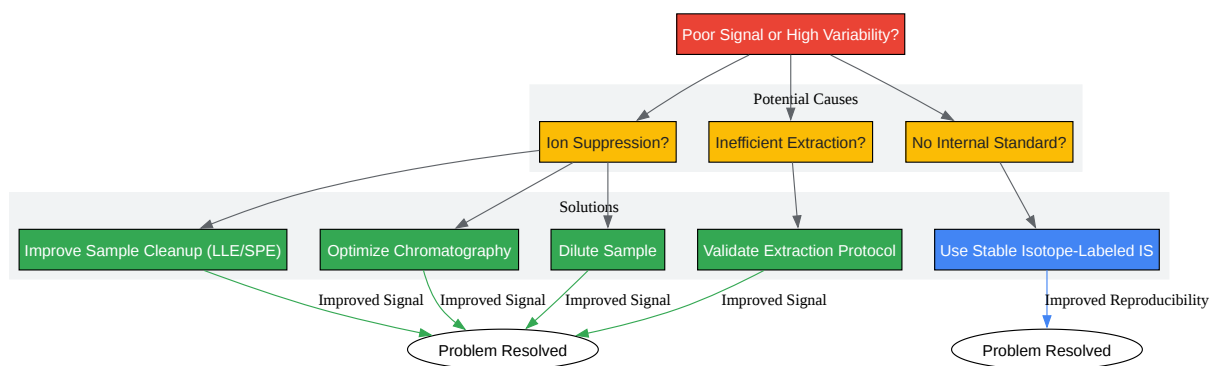 Poor Signal or High Variability?
Potential Causes
Ion Suppression?
Inefficient Extraction?
No Internal Standard?
Solutions
Improve Sample Cleanup (LLE/SPE)
Optimize Chromatography
Dilute Sample
Validate Extraction Protocol
Use Stable Isotope-Labeled IS
Improved Signal
Improved Signal
Improved Signal
Improved Signal
Improved Reproducibility
Problem Resolved
Problem Resolved